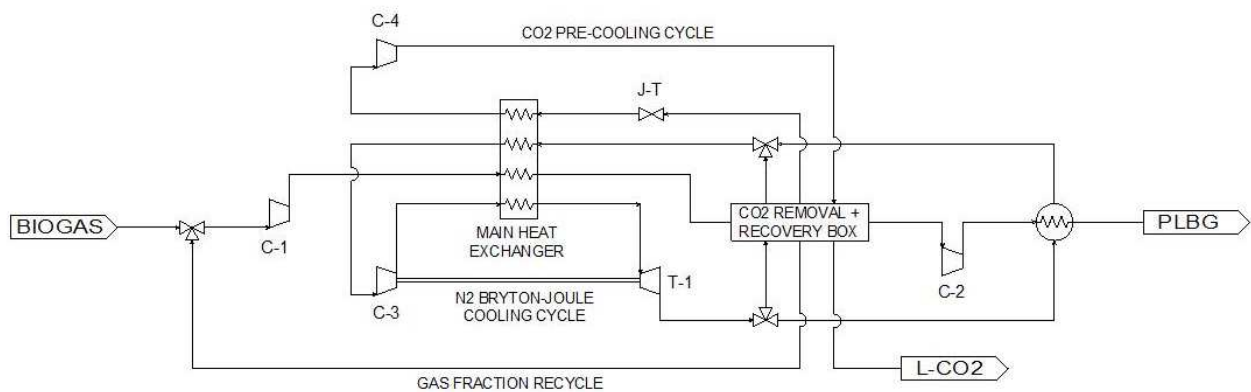 C-4
CO2 PRE-COOLING CYCLE
J-T
BIOGAS
C-1
MAIN HEAT
EXCHANGER
CO2 REMOVAL +
RECOVERY BOX
PLBG
C-3
T-1
C-2
N2 BRYTON-JOULE
COOLING CYCLE
L-CO2
GAS FRACTION RECYCLE